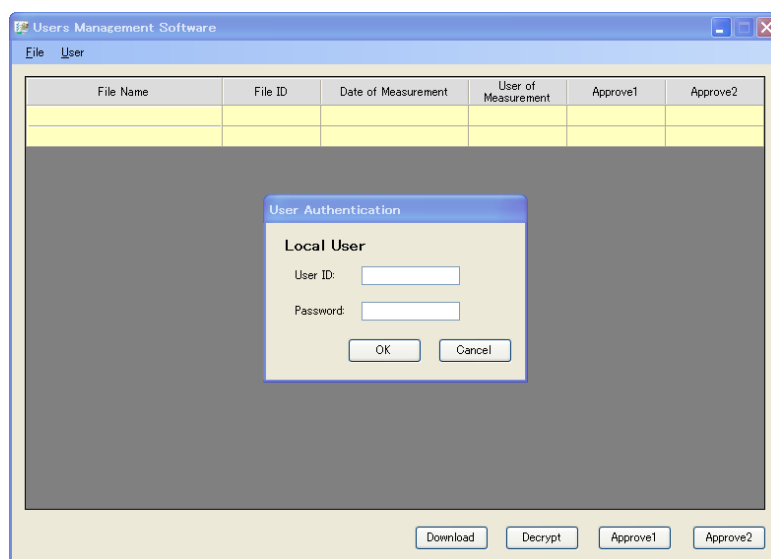 Users Management Software
File User
File Name File ID Date of Measurement User of Measurement Approve1 Approve2
User Authentication
Local User
User ID:
Password:
OK Cancel
Download Decrypt Approve1 Approve2